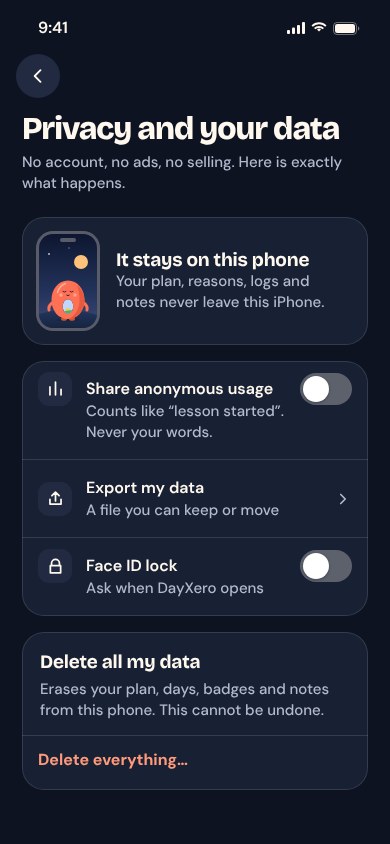 9:41
Privacy and your data
No account, no ads, no selling. Here is exactly
what happens.
It stays on this phone
Your plan, reasons, logs and
notes never leave this iPhone.
Share anonymous usage
Counts like “lesson started”.
Never your words.
Export my data
A file you can keep or move
Face ID lock
Ask when DayXero opens
Delete all my data
Erases your plan, days, badges and notes
from this phone. This cannot be undone.
Delete everything…